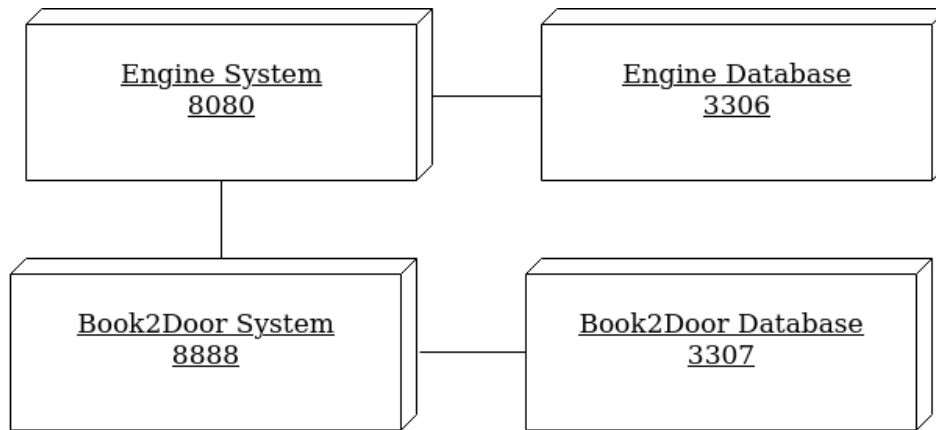 Engine System
8080
Engine Database
3306
Book2Door System
8888
Book2Door Database
3307